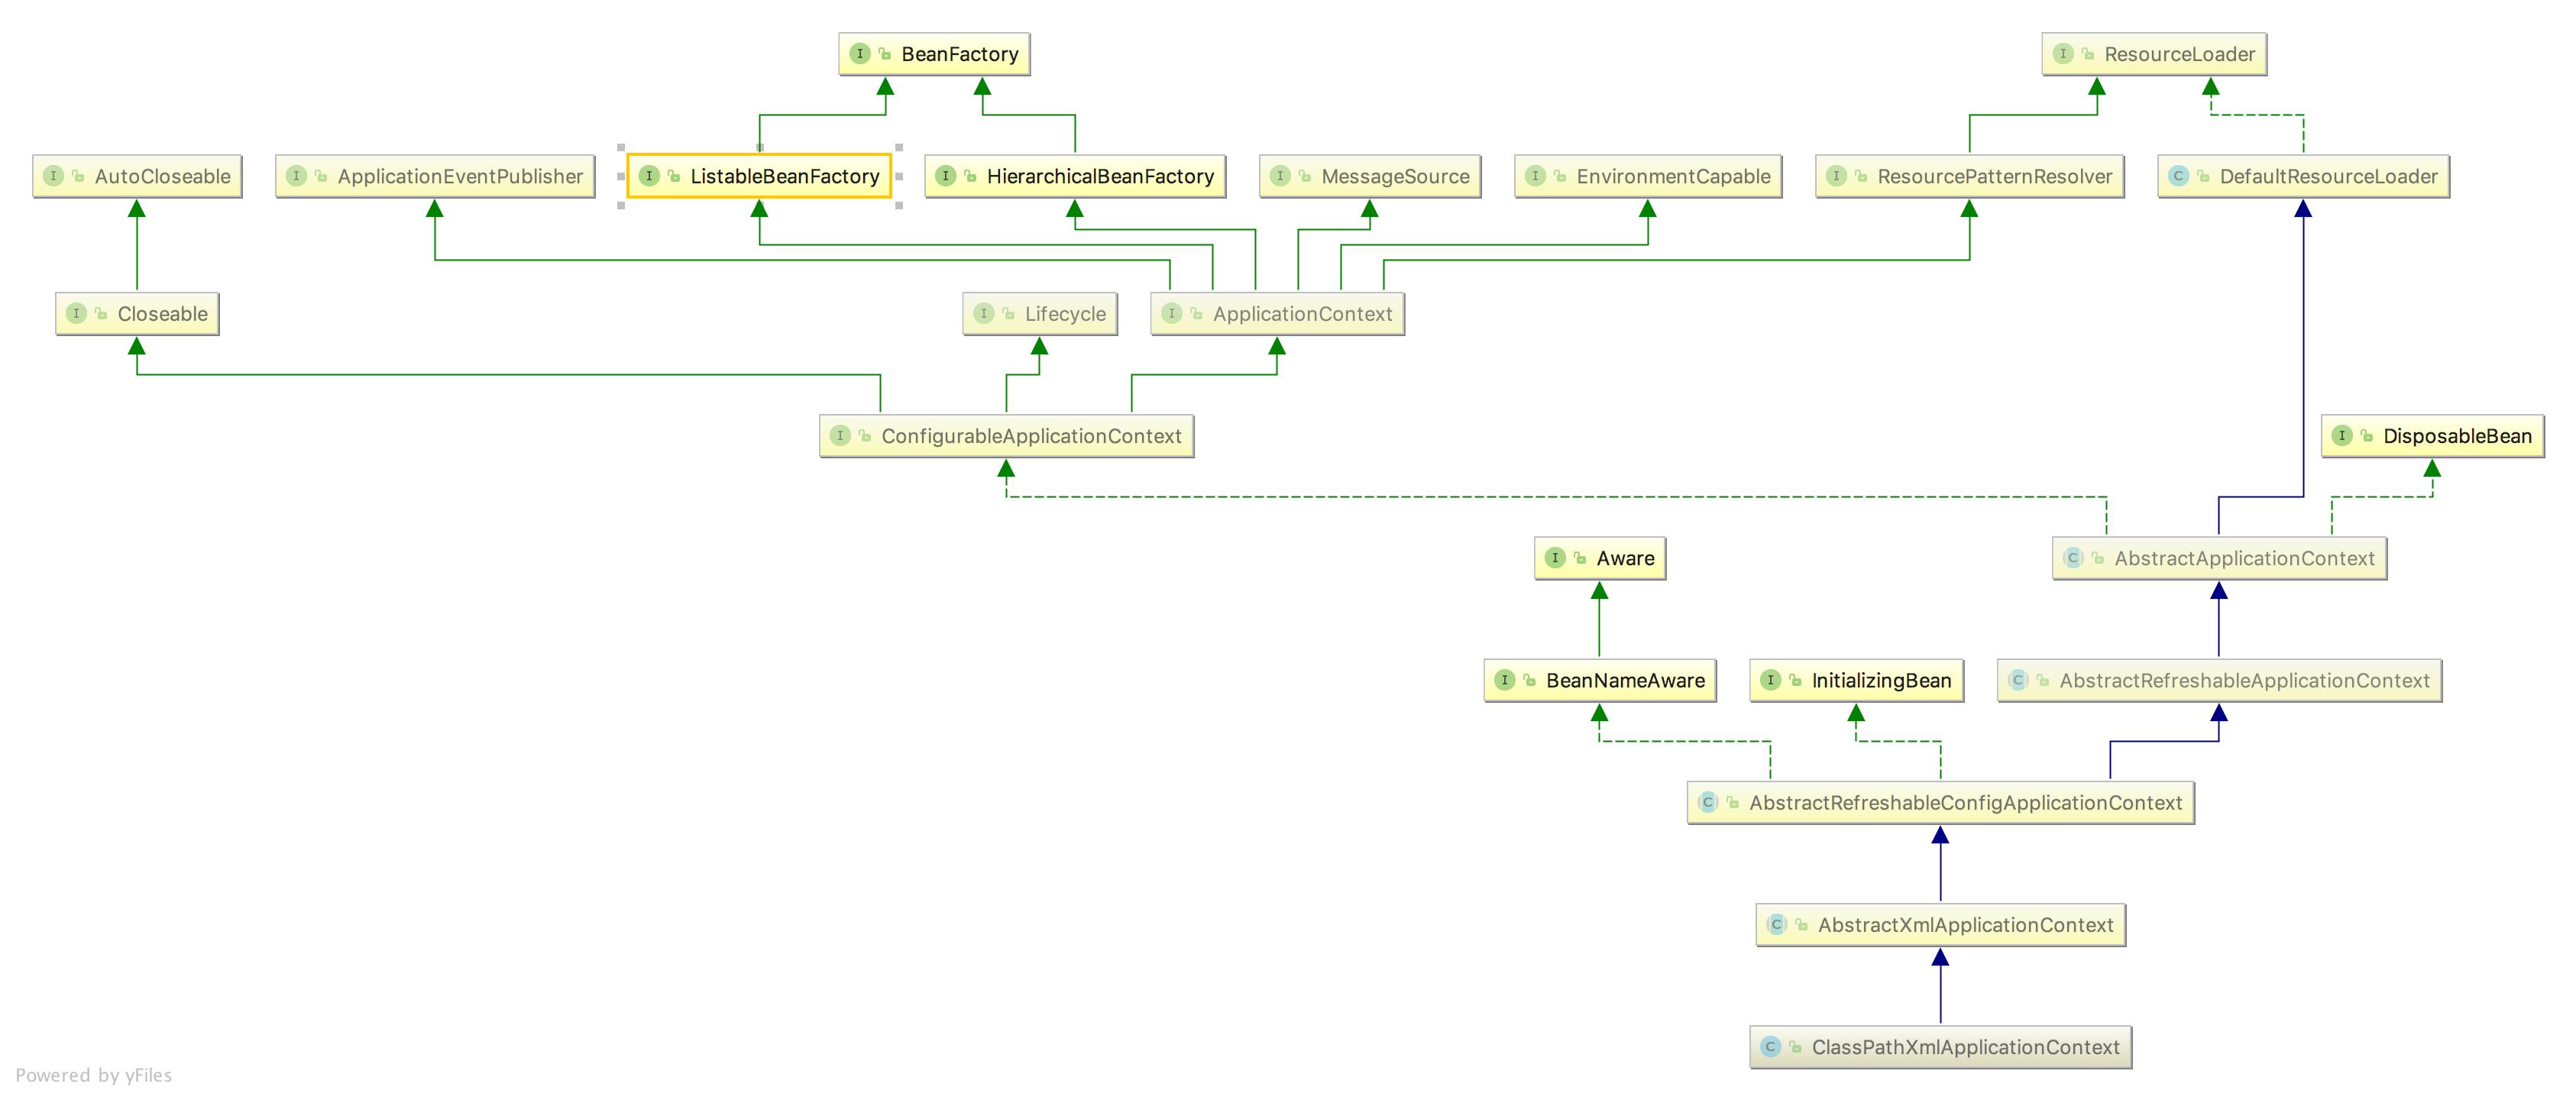 BeanFactory
ResourceLoader
AutoCloseable
ApplicationEventPublisher
ListableBeanFactory
HierarchicalBeanFactory
MessageSource
EnvironmentCapable
ResourcePatternResolver
DefaultResourceLoader
Closeable
Lifecycle
ApplicationContext
ConfigurableApplicationContext
DisposableBean
Aware
AbstractApplicationContext
BeanNameAware
InitializingBean
AbstractRefreshableApplicationContext
AbstractRefreshableConfigApplicationContext
AbstractXmlApplicationContext
ClassPathXmlApplicationContext
Powered by yFiles